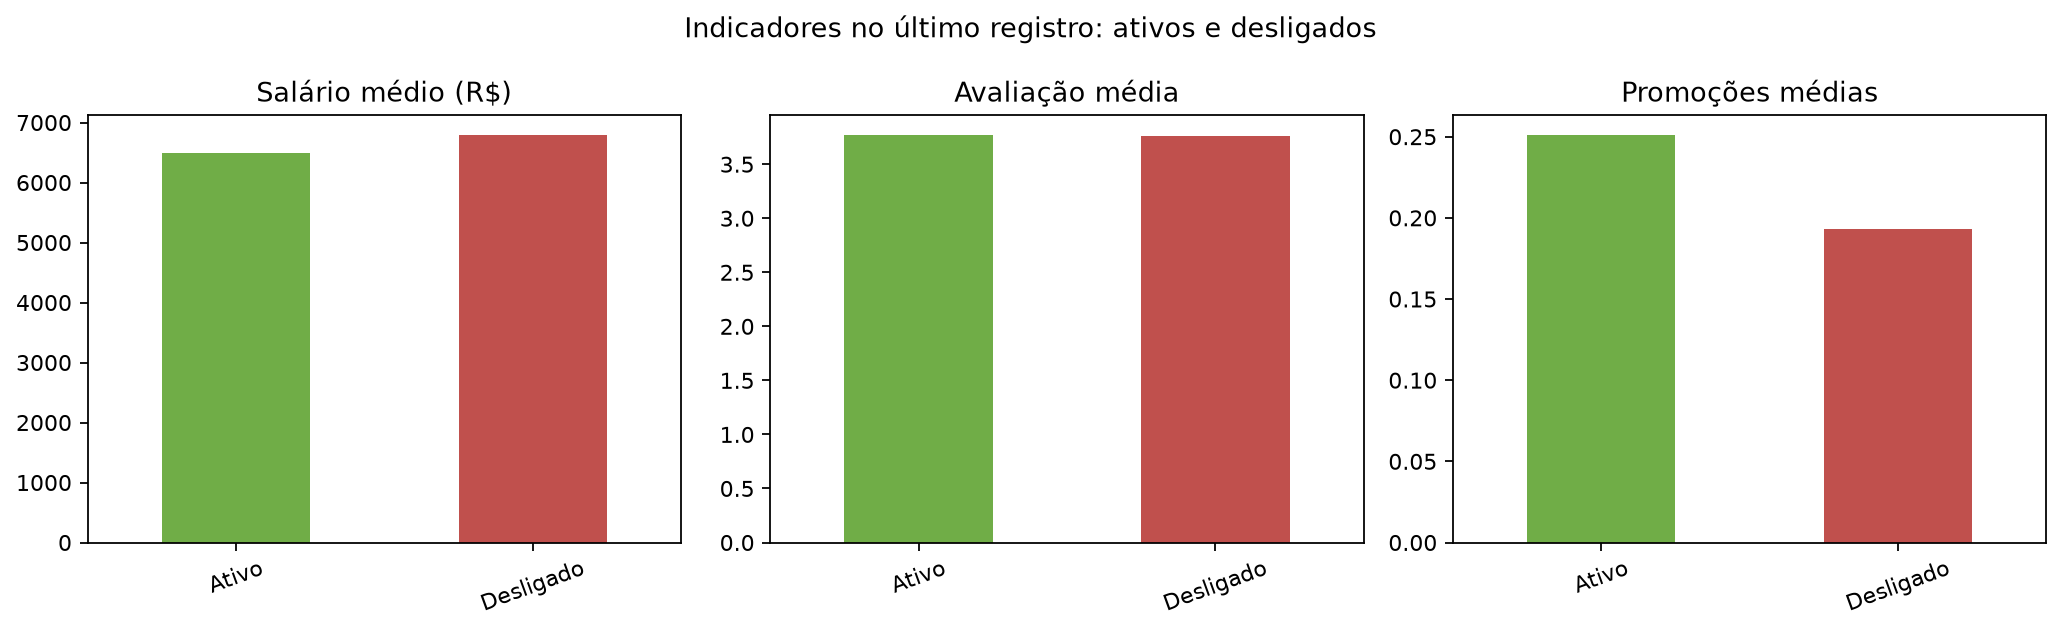 Indicadores no último registro: ativos e desligados
Salário médio (R$)
7000
6000
5000
4000
3000
2000
1000
0
Ativo
Desligado
Avaliação média
3.5
3.0
2.5
2.0
1.5
1.0
0.5
0.0
Ativo
Desligado
Promoções médias
0.25
0.20
0.15
0.10
0.05
0.00
Ativo
Desligado